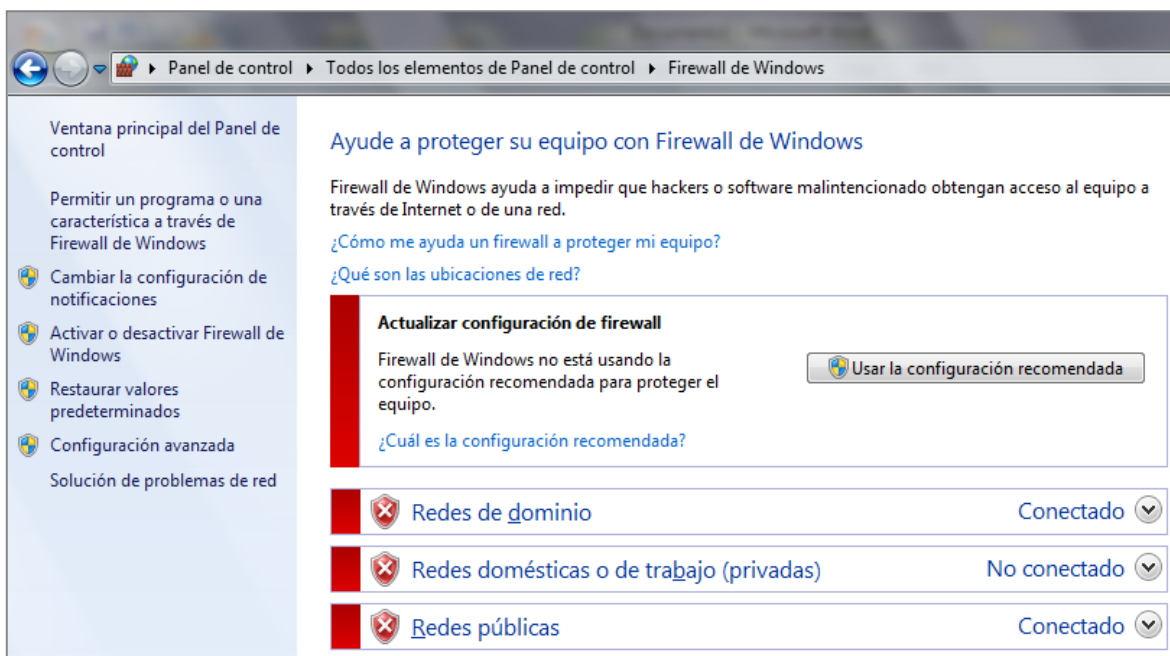 Panel de control ▸ Todos los elementos de Panel de control ▸ Firewall de Windows
Ventana principal del Panel de
control
Permitir un programa o una
característica a través de
Firewall de Windows
Cambiar la configuración de
notificaciones
Activar o desactivar Firewall de
Windows
Restaurar valores
predeterminados
Configuración avanzada
Solución de problemas de red
Ayude a proteger su equipo con Firewall de Windows
Firewall de Windows ayuda a impedir que hackers o software malintencionado obtengan acceso al equipo a
través de Internet o de una red.
¿Cómo me ayuda un firewall a proteger mi equipo?
¿Qué son las ubicaciones de red?
Actualizar configuración de firewall
Firewall de Windows no está usando la
configuración recomendada para proteger el
equipo.
Usar la configuración recomendada
¿Cuál es la configuración recomendada?
Redes de dominio Conectado
Redes domésticas o de trabajo (privadas) No conectado
Redes públicas Conectado